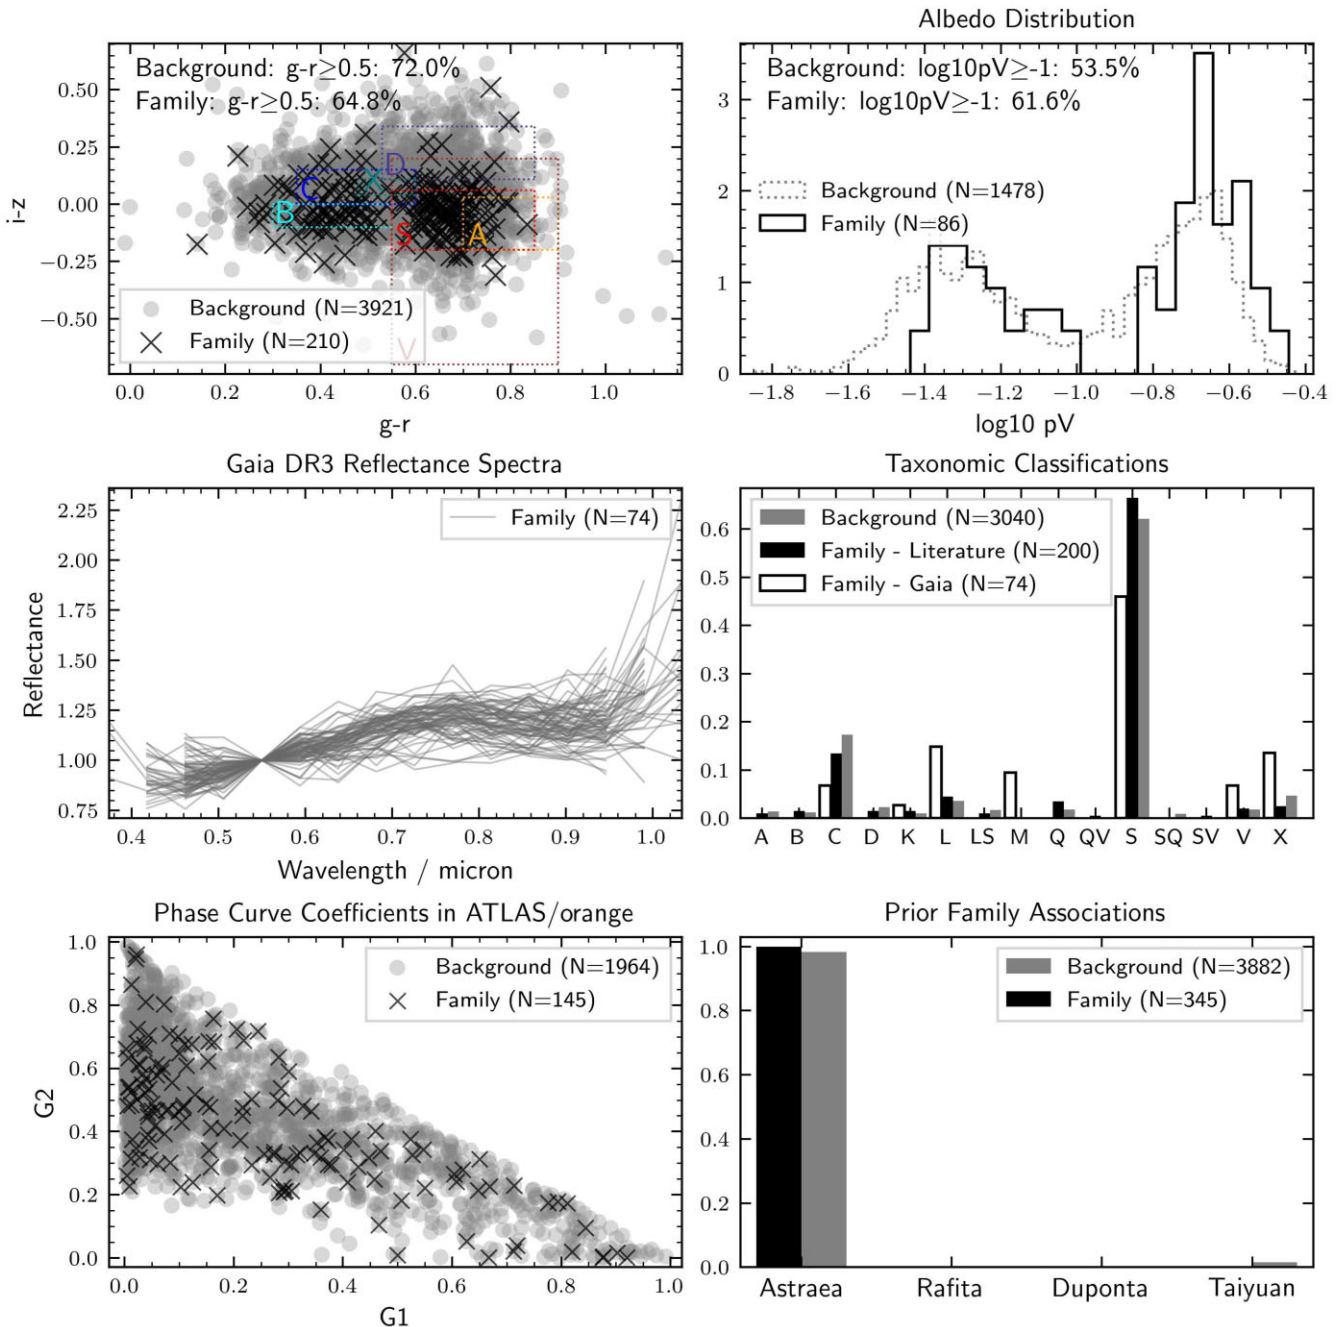 Background: g-r≥0.5: 72.0%
Family: g-r≥0.5: 64.8%
i-z
0.50
0.25
0.00
−0.25
−0.50
D
C
X
B
S
A
V
Background (N=3921)
Family (N=210)
0.0 0.2 0.4 0.6 0.8 1.0
g-r
Albedo Distribution
Background: log10pV≥-1: 53.5%
Family: log10pV≥-1: 61.6%
3
2
1
0
Background (N=1478)
Family (N=86)
−1.8 −1.6 −1.4 −1.2 −1.0 −0.8 −0.6 −0.4
log10 pV
Gaia DR3 Reflectance Spectra
Reflectance
2.25
2.00
1.75
1.50
1.25
1.00
0.75
Family (N=74)
0.4 0.5 0.6 0.7 0.8 0.9 1.0
Wavelength / micron
Taxonomic Classifications
0.6
0.5
0.4
0.3
0.2
0.1
0.0
Background (N=3040)
Family - Literature (N=200)
Family - Gaia (N=74)
A B C D K L LS M Q QV S SQ SV V X
Phase Curve Coefficients in ATLAS/orange
G2
1.0
0.8
0.6
0.4
0.2
0.0
Background (N=1964)
Family (N=145)
0.0 0.2 0.4 0.6 0.8 1.0
G1
Prior Family Associations
1.0
0.8
0.6
0.4
0.2
0.0
Background (N=3882)
Family (N=345)
Astraea Rafita Duponta Taiyuan